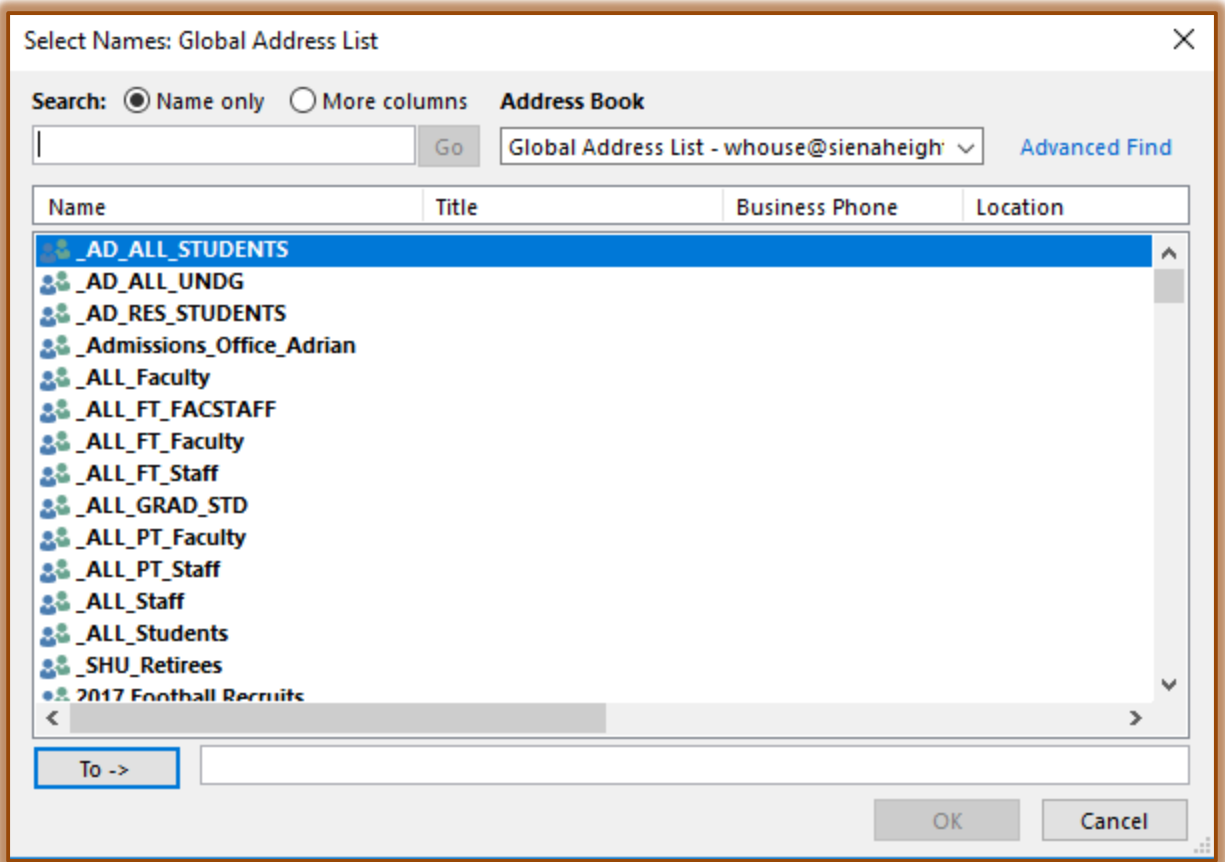 Select Names: Global Address List
Search: Name only More columns Address Book
Go Global Address List - whouse@sienaheigh Advanced Find
Name Title Business Phone Location
_AD_ALL_STUDENTS
_AD_ALL_UNDG
_AD_RES_STUDENTS
_Admissions_Office_Adrian
_ALL_Faculty
_ALL_FT_FACSTAFF
_ALL_FT_Faculty
_ALL_FT_Staff
_ALL_GRAD_STD
_ALL_PT_Faculty
_ALL_PT_Staff
_ALL_Staff
_ALL_Students
_SHU_Retirees
2017 Football Recruits
To ->
OK Cancel